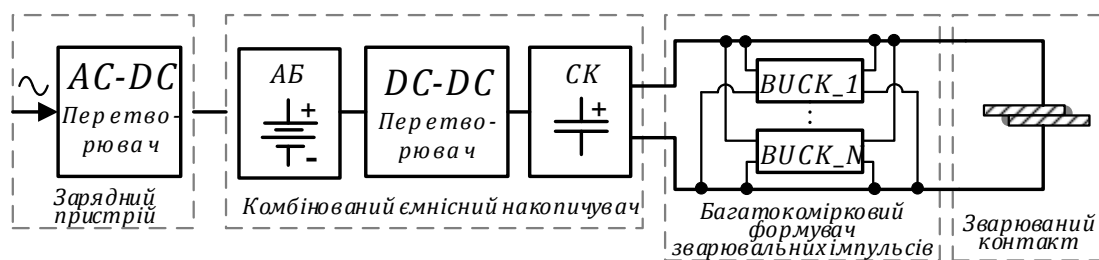 AC-DC
Перетво-
рювач
Зарядний
пристрій
АБ
+
-
DC-DC
Перетво-
рювач
СК
+
Комбінований ємнісний накопичувач
BUCK_1
⋮
BUCK_N
Багатокомірковий
формувач
зварювальних імпульсів
Зварюваний
контакт